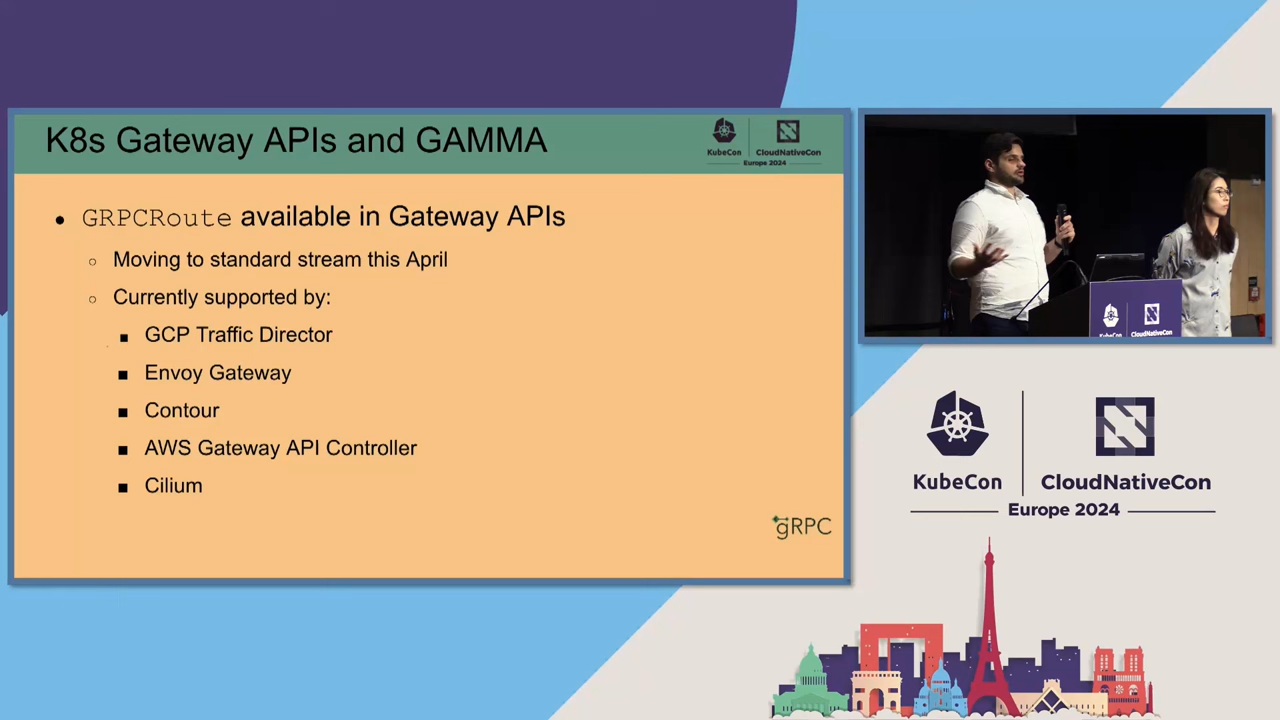 K8s Gateway APIs and GAMMA
KubeCon
CloudNativeCon
Europe 2024
GRPCRoute available in Gateway APIs
Moving to standard stream this April
Currently supported by:
GCP Traffic Director
Envoy Gateway
Contour
AWS Gateway API Controller
Cilium
gRPC
KubeCon
CloudNativeCon
KubeCon
CloudNativeCon
Europe 2024